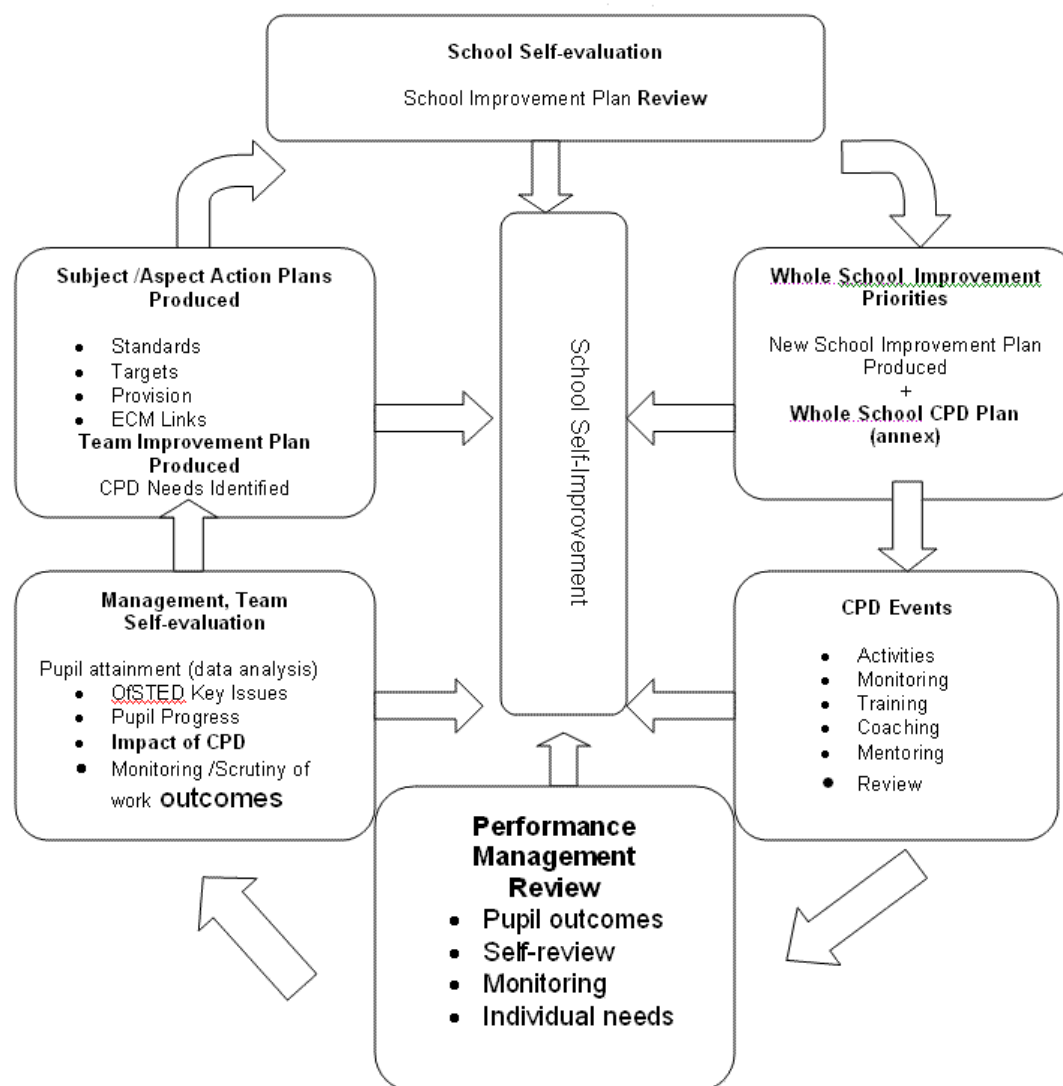 School Self-evaluation
School Improvement Plan Review
Subject /Aspect Action Plans
Produced
• Standards
• Targets
• Provision
• ECM Links
Team Improvement Plan
Produced
CPD Needs Identified
School Self-Improvement
Whole School Improvement
Priorities
New School Improvement Plan
Produced
+
Whole School CPD Plan
(annex)
Management, Team
Self-evaluation
Pupil attainment (data analysis)
• OfSTED Key Issues
• Pupil Progress
• Impact of CPD
• Monitoring /Scrutiny of
work outcomes
CPD Events
• Activities
• Monitoring
• Training
• Coaching
• Mentoring
• Review
Performance
Management
Review
• Pupil outcomes
• Self-review
• Monitoring
• Individual needs